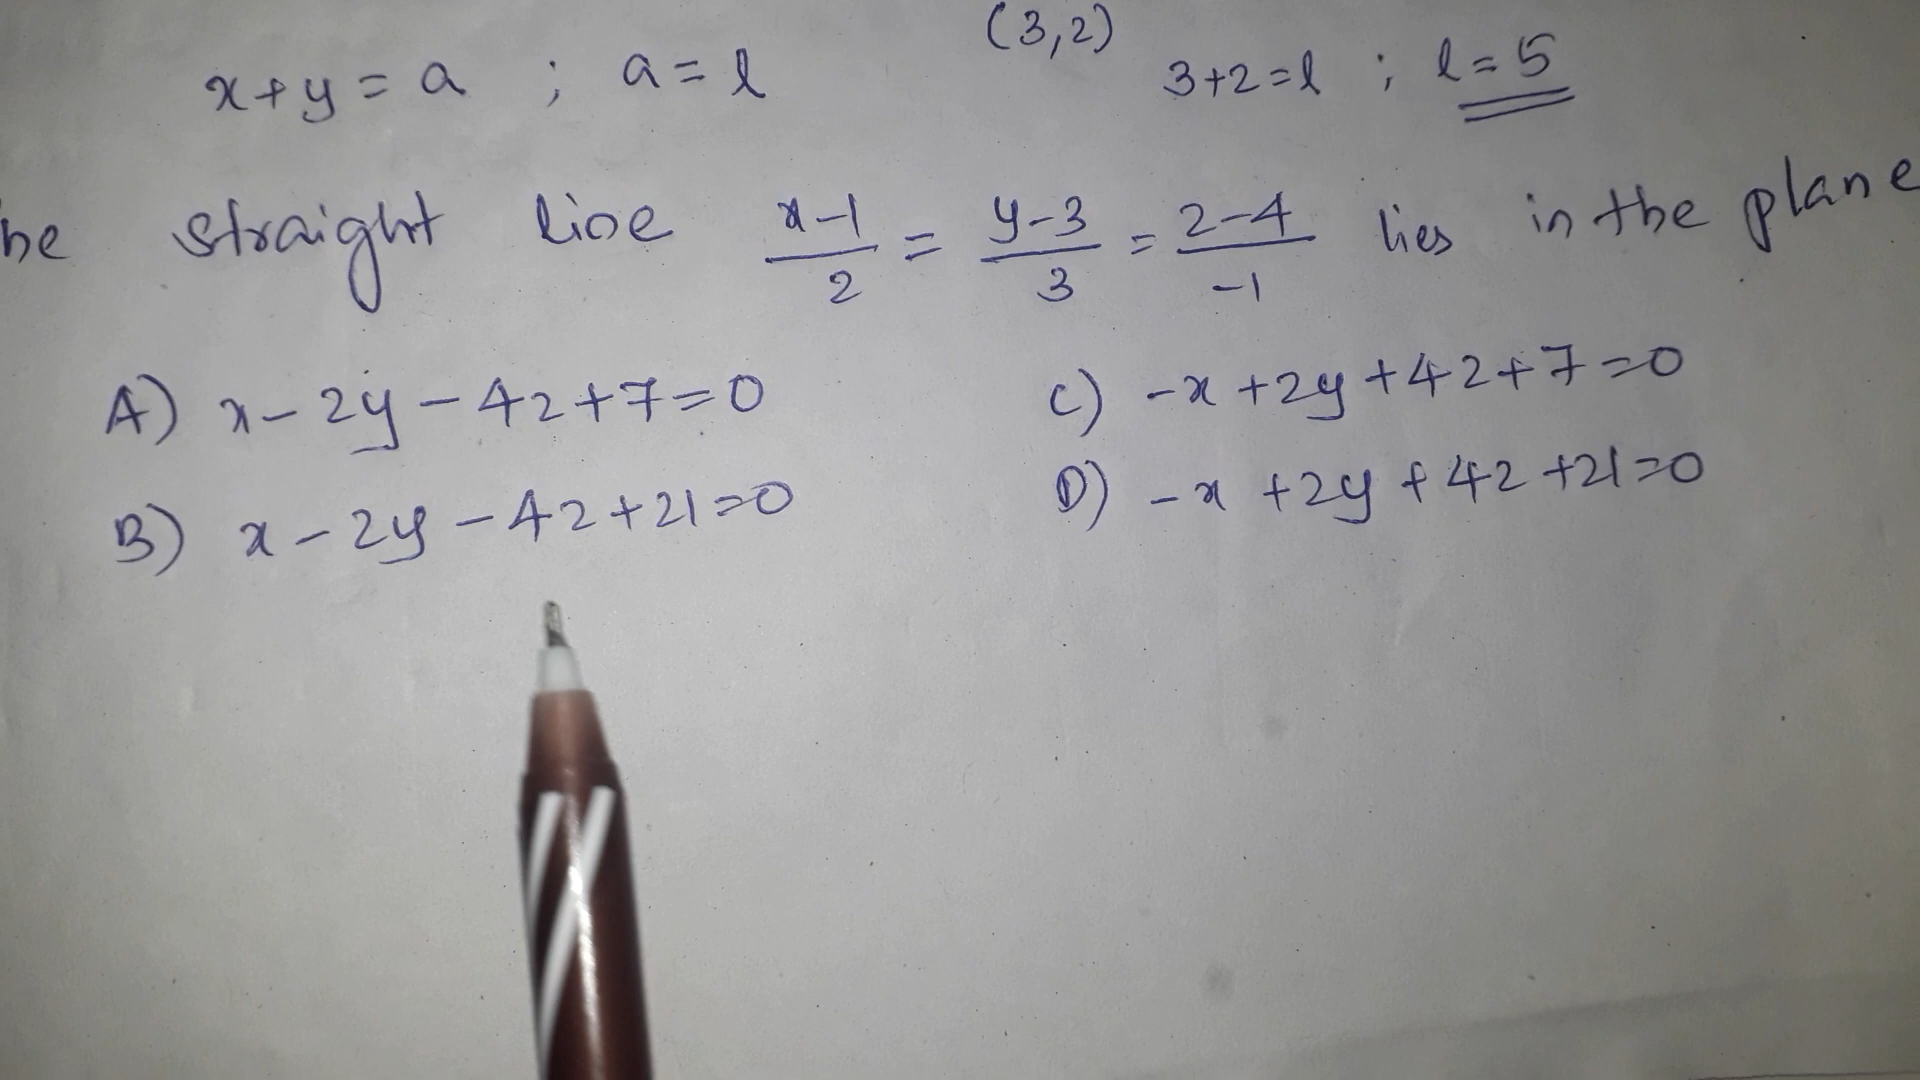 (3,2)
x+y = a ; a = l 3+2=l ; l=5
he straight line x-1/2 = y-3/3 = z-4/-1 lies in the plane
A) x-2y-4z+7=0 C) -x+2y+4z+7=0
B) x-2y-4z+21=0 D) -x+2y+4z+21=0